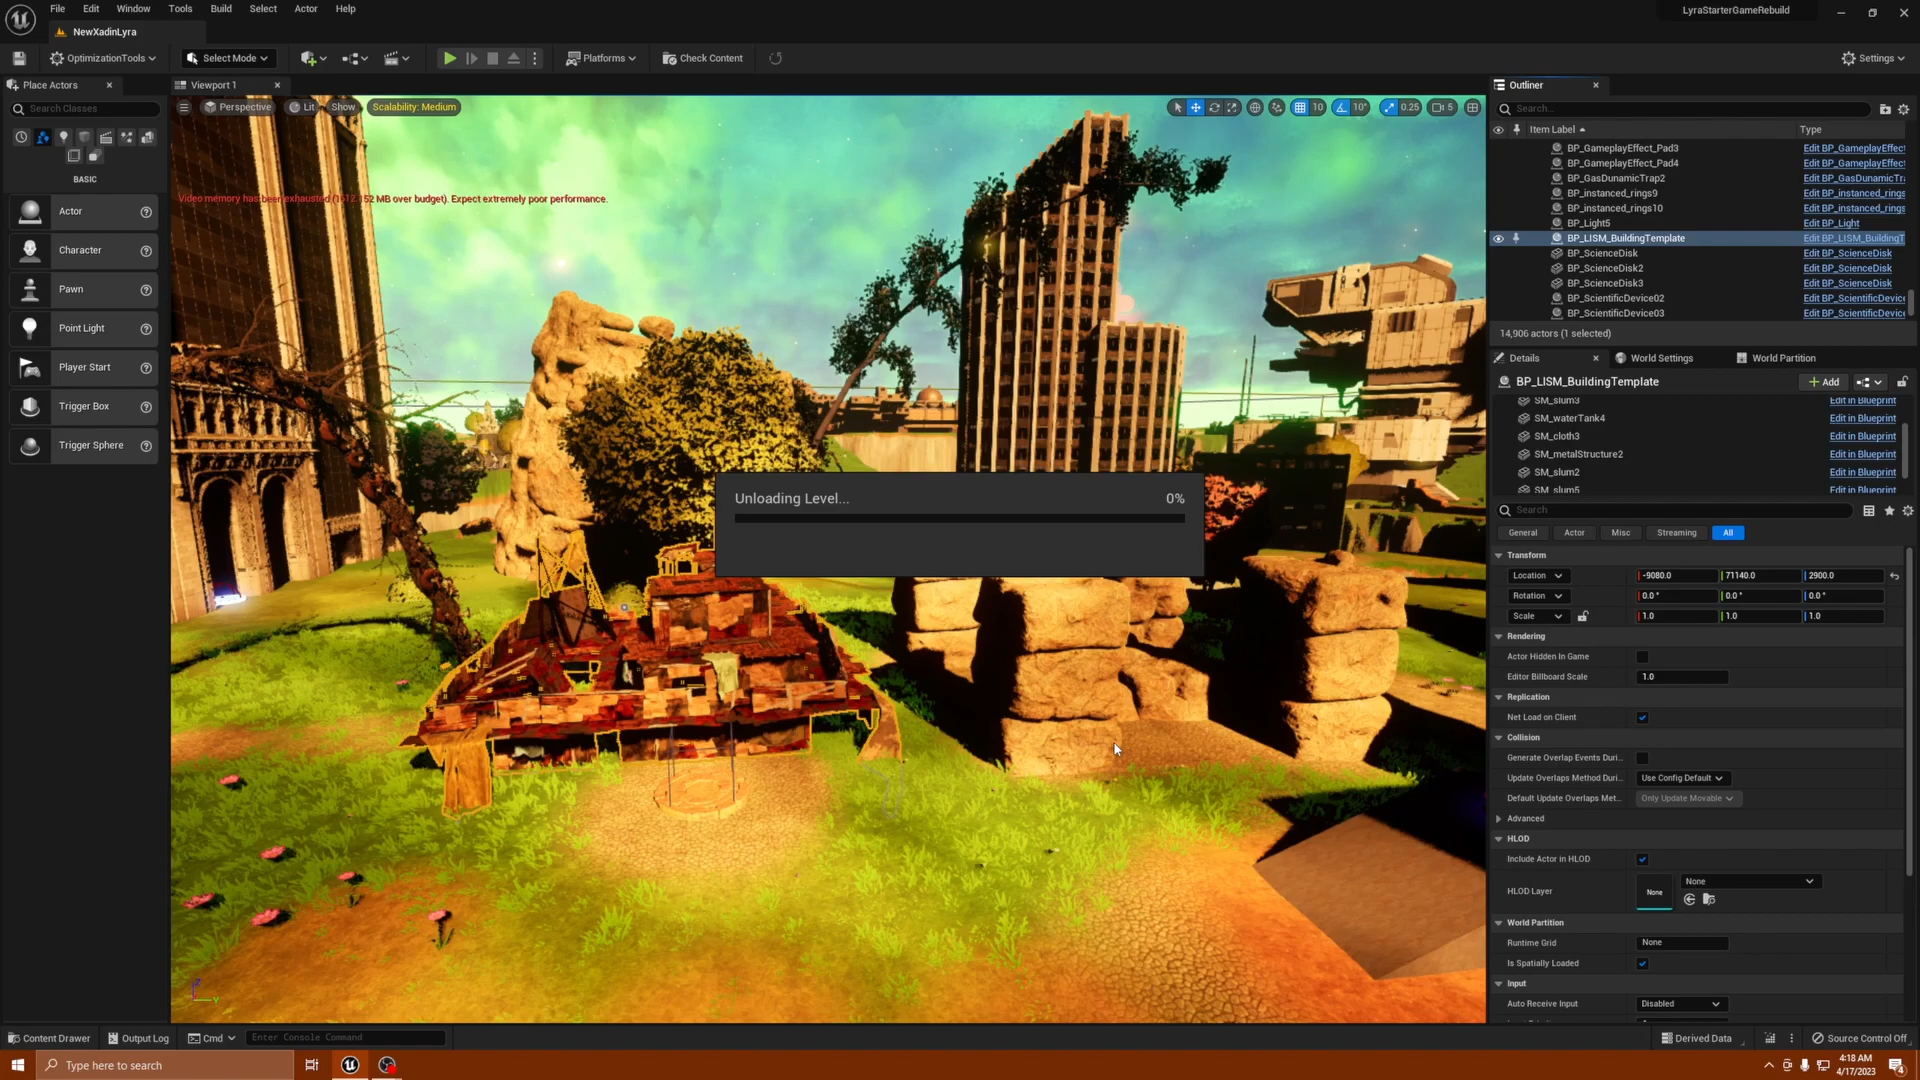 File Edit Window Tools Build Select Actor Help
LyraStarterGameRebuild
NewXadinLyra
OptimizationTools
Select Mode
Platforms
Check Content
Settings
Place Actors
Viewport 1
Outliner
Search Classes
Perspective
Lit
Show
Scalability: Medium
10
10°
0.25
5
Search...
Item Label
Type
BP_GameplayEffect_Pad3 Edit BP_GameplayEffect
BP_GameplayEffect_Pad4 Edit BP_GameplayEffect
BP_GasDunamicTrap2 Edit BP_GasDunamicTr
BP_instanced_rings9 Edit BP_instanced_rings
BP_instanced_rings10 Edit BP_instanced_rings
BP_Light5 Edit BP_Light
BP_LISM_BuildingTemplate Edit BP_LISM_BuildingT
BP_ScienceDisk Edit BP_ScienceDisk
BP_ScienceDisk2 Edit BP_ScienceDisk
BP_ScienceDisk3 Edit BP_ScienceDisk
BP_ScientificDevice02 Edit BP_ScientificDevice
BP_ScientificDevice03 Edit BP_ScientificDevice
14,906 actors (1 selected)
BASIC
Actor
Character
Pawn
Point Light
Player Start
Trigger Box
Trigger Sphere
MB over budget). Expect extremely poor performance.
Unloading Level... 0%
Details
World Settings
World Partition
BP_LISM_BuildingTemplate
Add
SM_slum3 Edit in Blueprint
SM_waterTank4 Edit in Blueprint
SM_cloth3 Edit in Blueprint
SM_metalStructure2 Edit in Blueprint
SM_slum2 Edit in Blueprint
SM_slum5 Edit in Blueprint
Search
General Actor Misc Streaming All
Transform
Location -9080.0 71140.0 2900.0
Rotation 0.0 ° 0.0 ° 0.0 °
Scale 1.0 1.0 1.0
Rendering
Actor Hidden In Game
Editor Billboard Scale 1.0
Replication
Net Load on Client
Collision
Generate Overlap Events Duri...
Update Overlaps Method Duri... Use Config Default
Default Update Overlaps Met... Only Update Movable
Advanced
HLOD
Include Actor in HLOD
HLOD Layer None None
World Partition
Runtime Grid None
Is Spatially Loaded
Input
Auto Receive Input Disabled
Content Drawer
Output Log
Cmd
Enter Console Command
Derived Data
Source Control Off
Type here to search
4:18 AM
4/17/2023
4